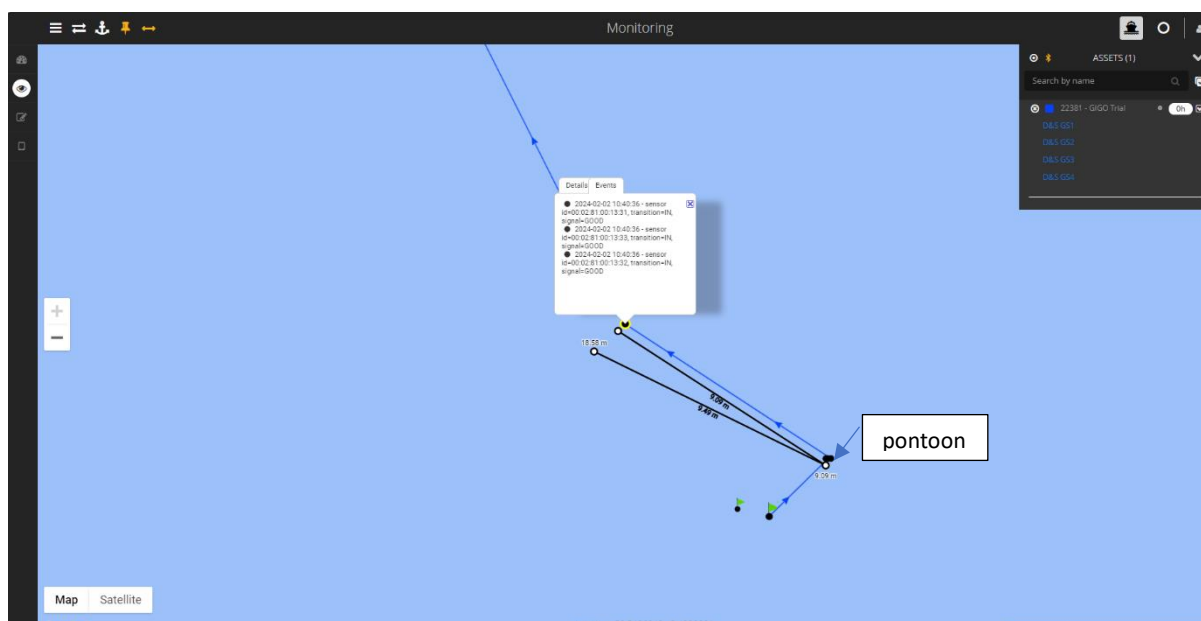 Monitoring
ASSETS (1)
Search by name
22381 - GIGO Trial
0h
D&S GS1
D&S GS2
D&S GS3
D&S GS4
Details Events
2024-02-02 10:40:36 - sensor
id=00:02:81:00:13:31, transition=IN,
signal=GOOD
2024-02-02 10:40:36 - sensor
id=00:02:81:00:13:33, transition=IN,
signal=GOOD
2024-02-02 10:40:36 - sensor
id=00:02:81:00:13:32, transition=IN,
signal=GOOD
18.58 m
9.09 m
9.49 m
pontoon
9.09 m
Map Satellite